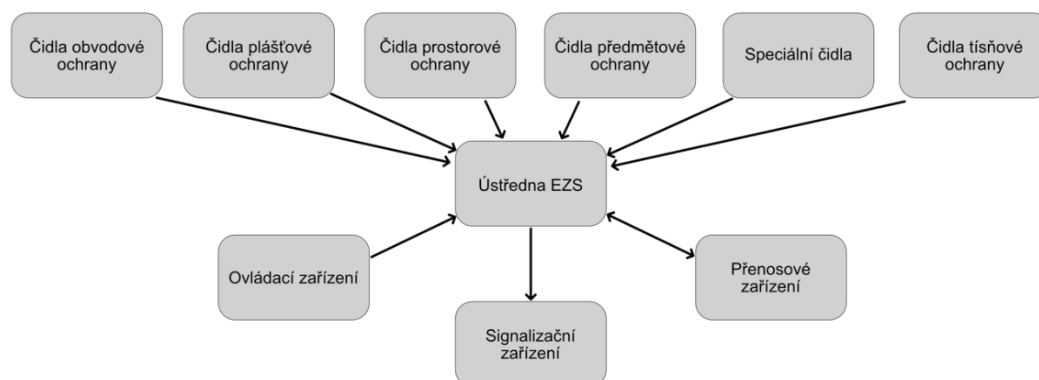 Čidla obvodové
ochrany
Čidla plášťové
ochrany
Čidla prostorové
ochrany
Čidla předmětové
ochrany
Speciální čidla
Čidla tísňové
ochrany
Ústředna EZS
Ovládací zařízení
Přenosové
zařízení
Signalizační
zařízení